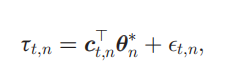 τ_{t,n} = c_{t,n}^⊤ θ_n^* + ϵ_{t,n},